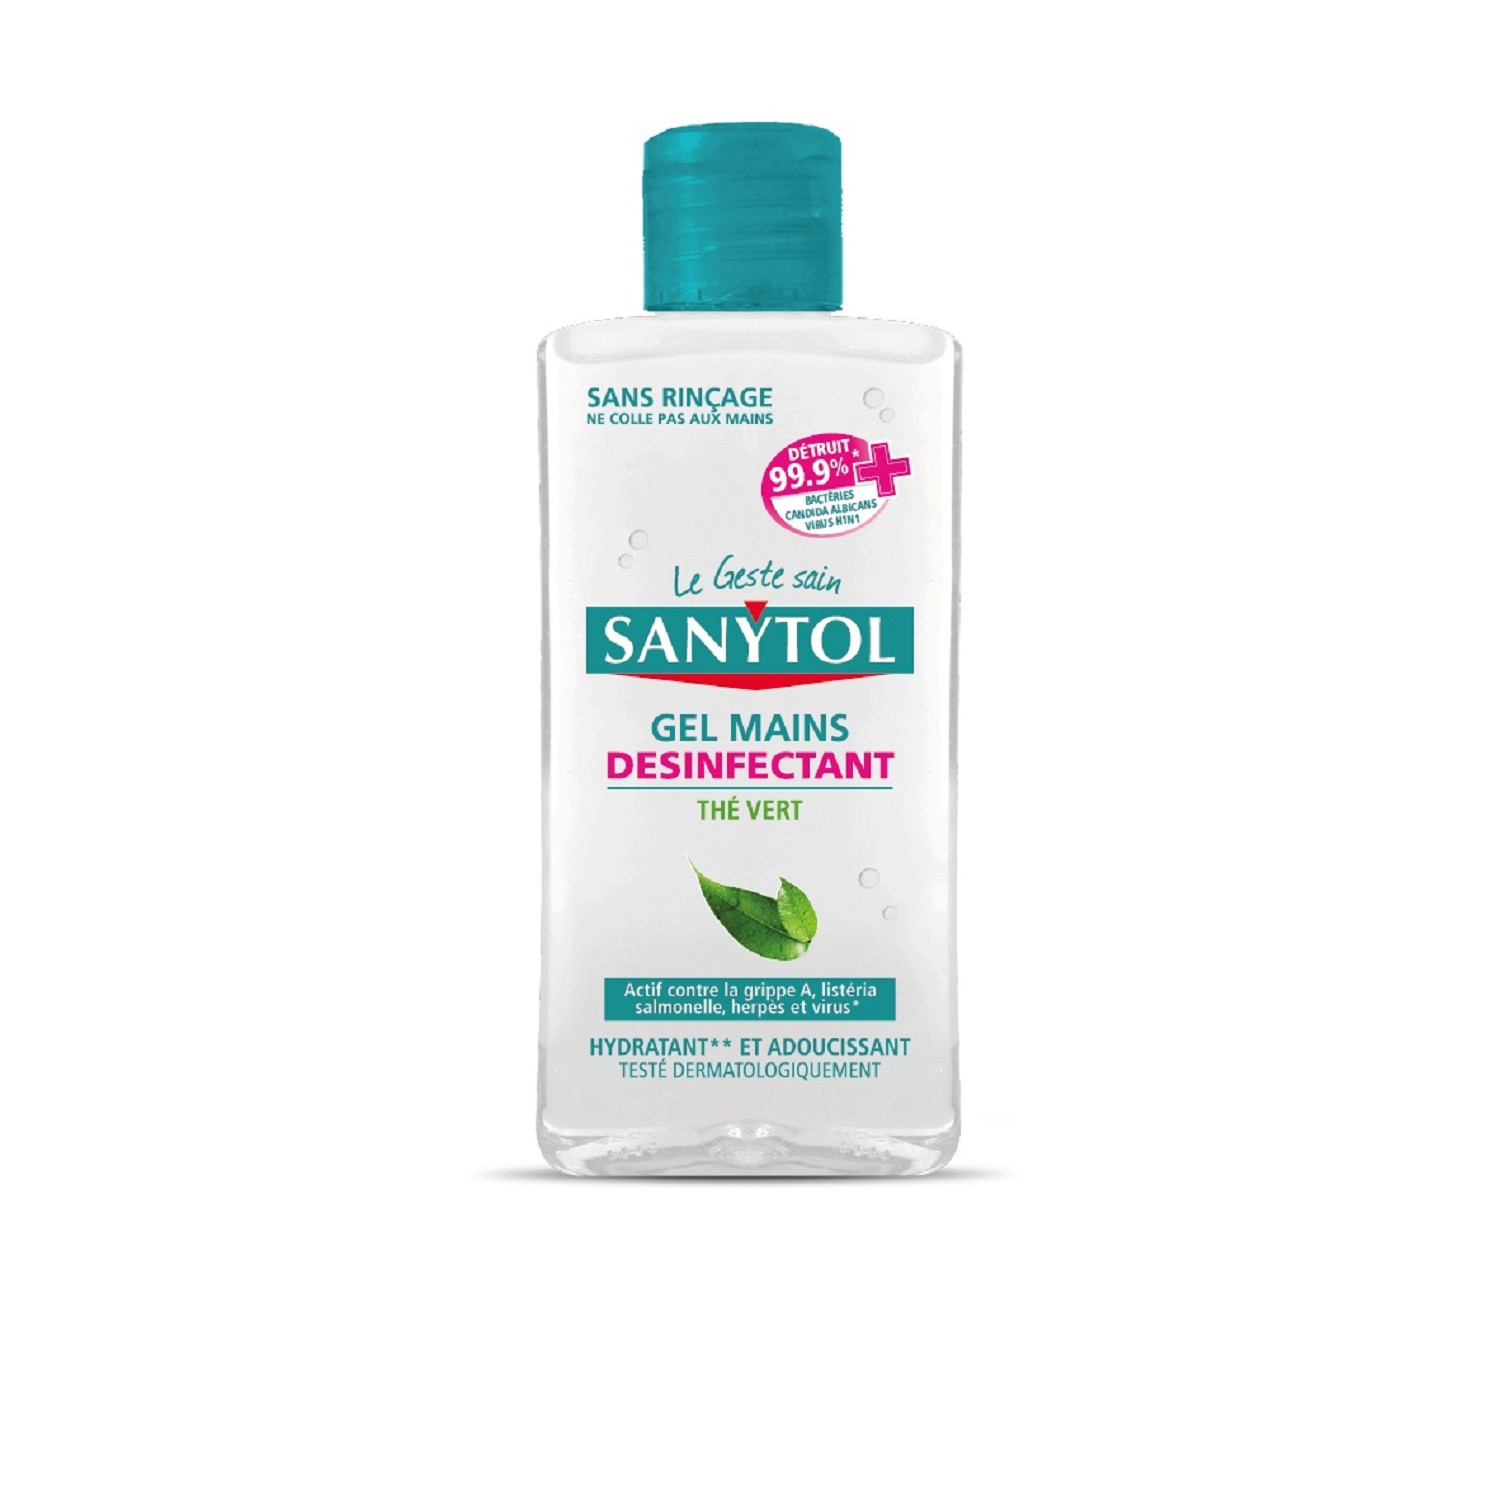 SANS RINÇAGE
NE COLLE PAS AUX MAINS
DÉTRUIT
99.9%*
BACTÉRIES
CANDIDA ALBICANS
VIRUS H1N1
Le Geste sain
SANYTOL
GEL MAINS
DESINFECTANT
THÉ VERT
Actif contre la grippe A, listéria
salmonelle, herpès et virus*
HYDRATANT** ET ADOUCISSANT
TESTÉ DERMATOLOGIQUEMENT